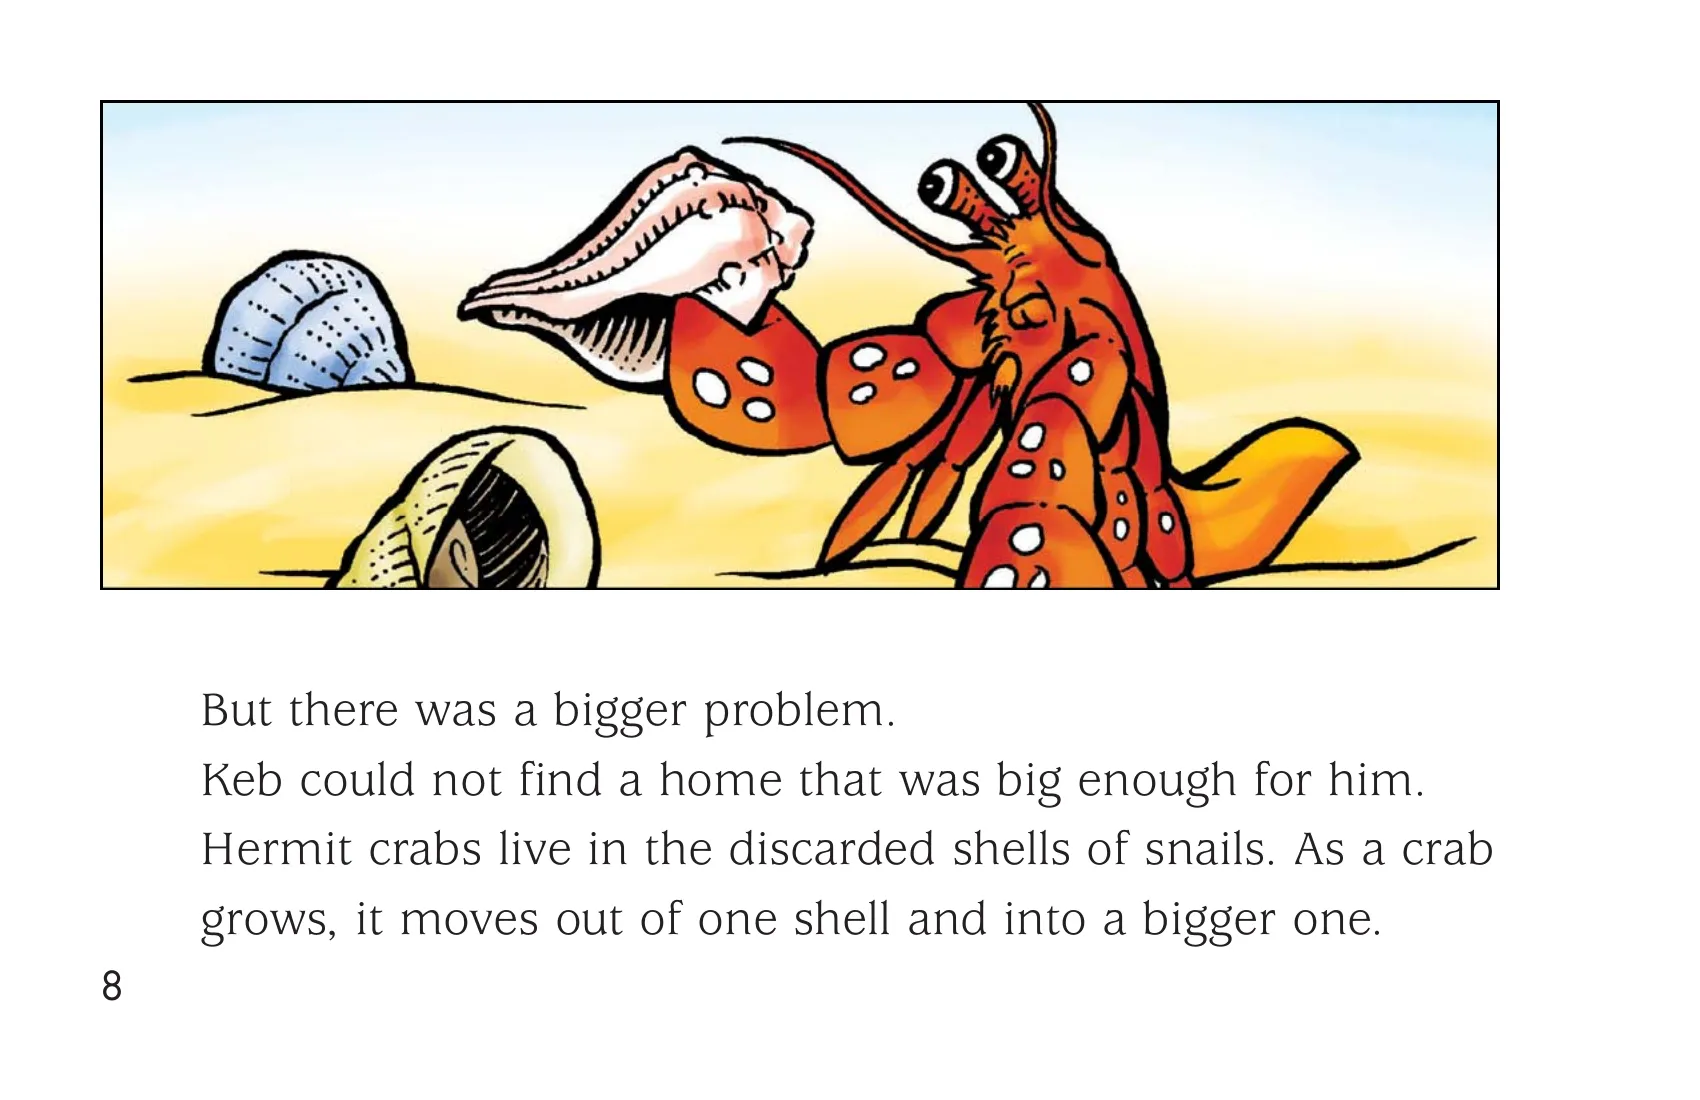 But there was a bigger problem.
Keb could not find a home that was big enough for him.
Hermit crabs live in the discarded shells of snails. As a crab
grows, it moves out of one shell and into a bigger one.
8